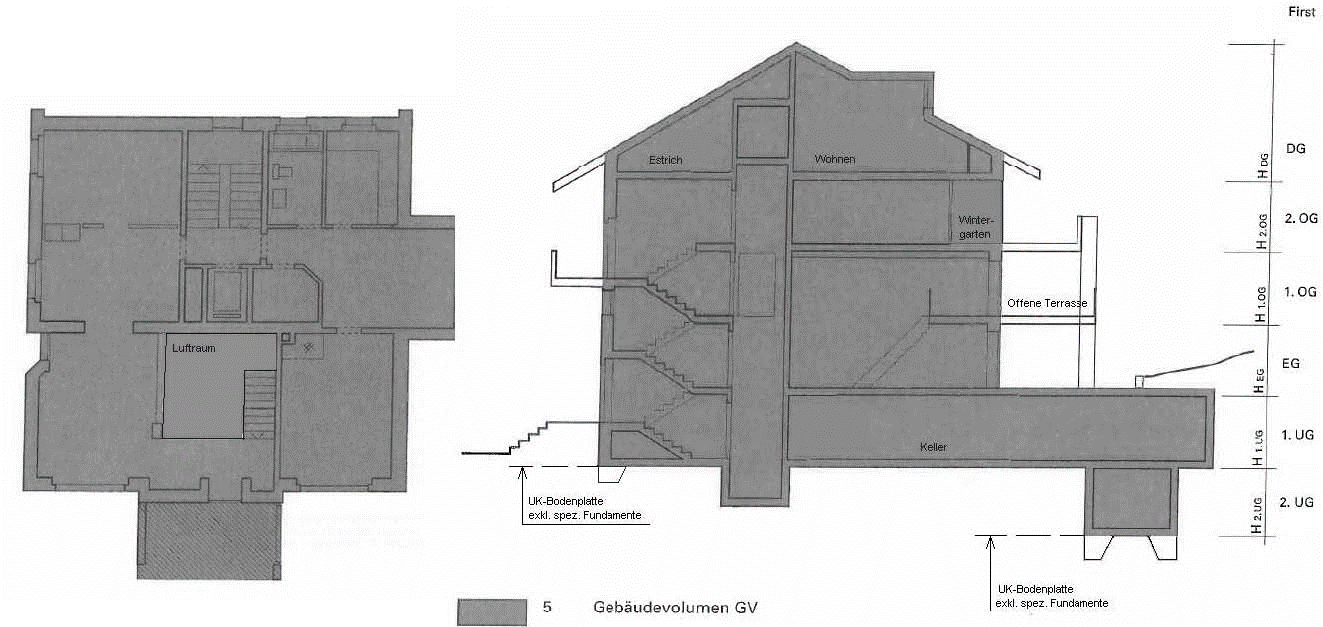 First
DG
H DG
Estrich
Wohnen
2. OG
H 2.OG
Winter-
garten
1. OG
H 1.OG
Offene Terrasse
Luftraum
EG
H EG
1. UG
H 1.UG
Keller
UK-Bodenplatte
exkl. spez. Fundamente
2. UG
H 2.UG
UK-Bodenplatte
exkl. spez. Fundamente
5 Gebäudevolumen GV